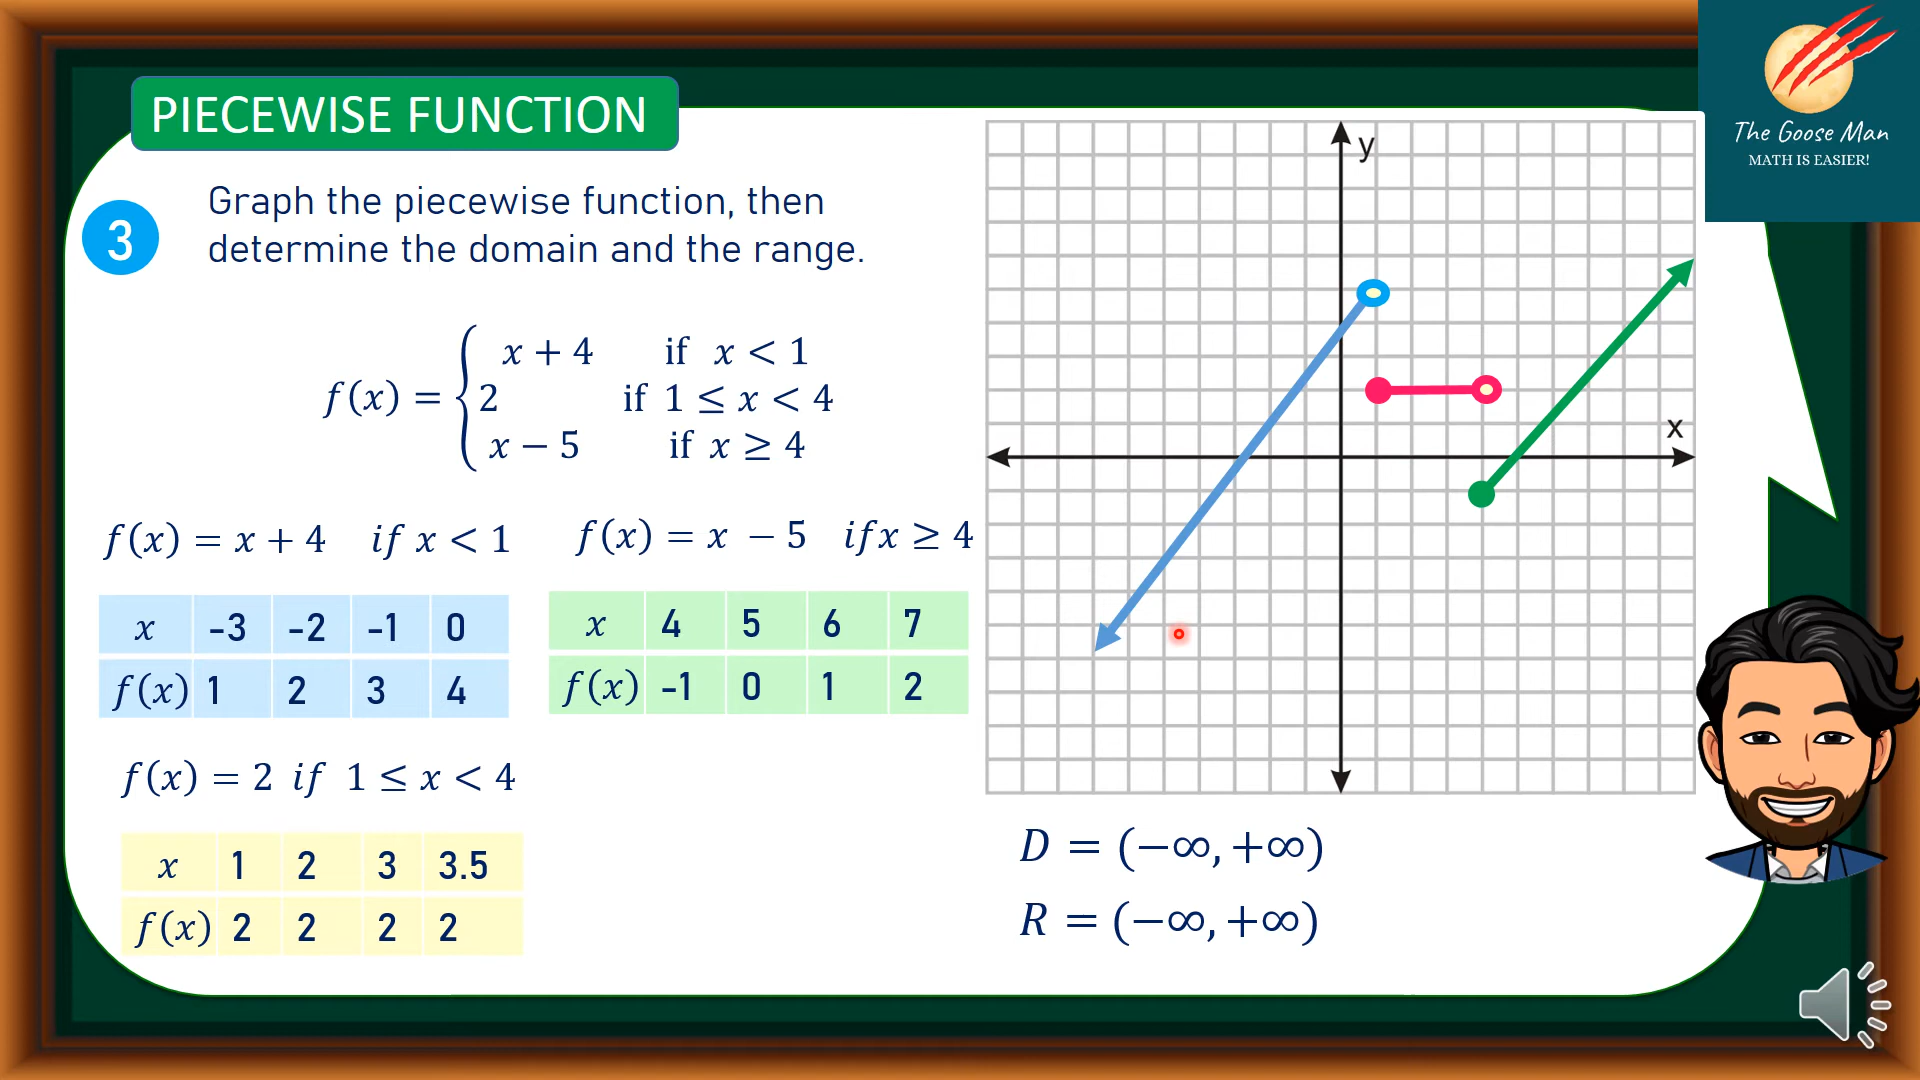 PIECEWISE FUNCTION
The Goose Man
MATH IS EASIER!
3
Graph the piecewise function, then
determine the domain and the range.
f(x) = { x + 4 if x < 1
2 if 1 ≤ x < 4
x − 5 if x ≥ 4
f(x) = x + 4 if x < 1
x -3 -2 -1 0
f(x) 1 2 3 4
f(x) = x − 5 ifx ≥ 4
x 4 5 6 7
f(x) -1 0 1 2
f(x) = 2 if 1 ≤ x < 4
x 1 2 3 3.5
f(x) 2 2 2 2
y
x
D = (−∞, +∞)
R = (−∞, +∞)